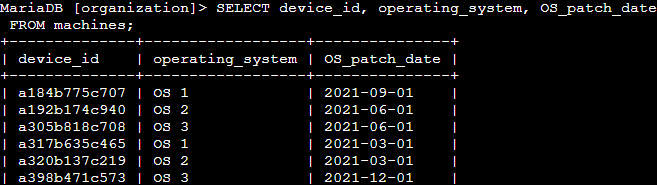 MariaDB [organization]> SELECT device_id, operating_system, OS_patch_date
 FROM machines;
+--------------+------------------+---------------+
| device_id    | operating_system | OS_patch_date |
+--------------+------------------+---------------+
| a184b775c707 | OS 1             | 2021-09-01    |
| a192b174c940 | OS 2             | 2021-06-01    |
| a305b818c708 | OS 3             | 2021-06-01    |
| a317b635c465 | OS 1             | 2021-03-01    |
| a320b137c219 | OS 2             | 2021-03-01    |
| a398b471c573 | OS 3             | 2021-12-01    |